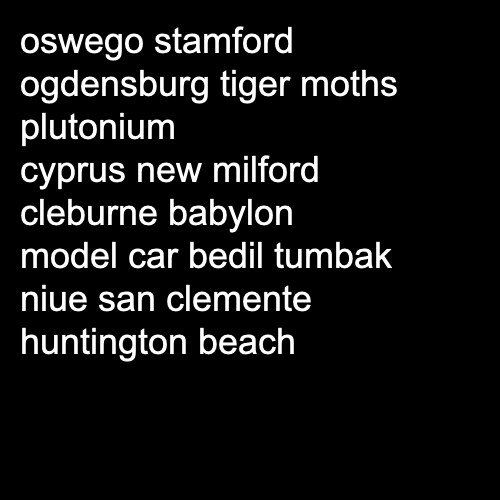 oswego stamford
ogdensburg tiger moths
plutonium
cyprus new milford
cleburne babylon
model car bedil tumbak
niue san clemente
huntington beach